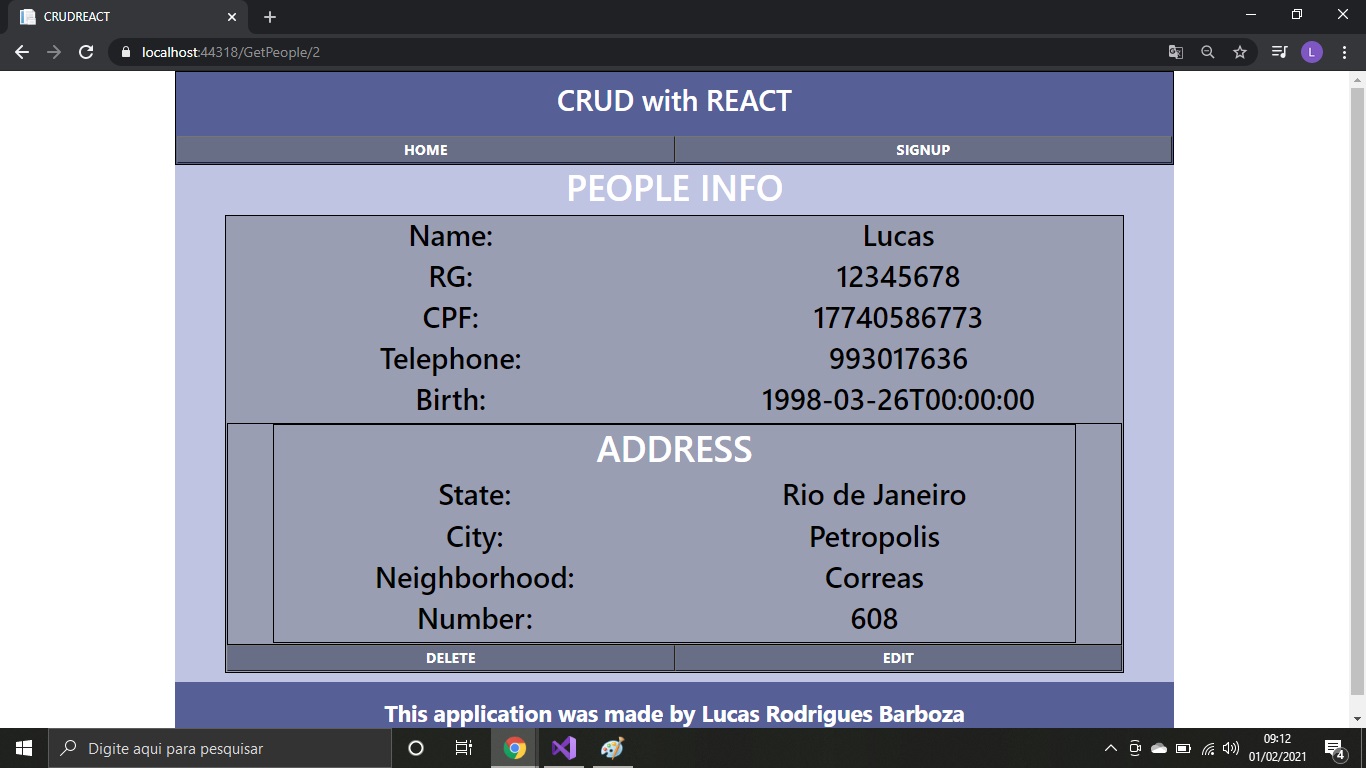 CRUDREACT
localhost:44318/GetPeople/2
L
CRUD with REACT
HOME SIGNUP
PEOPLE INFO
Name: Lucas
RG: 12345678
CPF: 17740586773
Telephone: 993017636
Birth: 1998-03-26T00:00:00
ADDRESS
State: Rio de Janeiro
City: Petropolis
Neighborhood: Correas
Number: 608
DELETE EDIT
This application was made by Lucas Rodrigues Barboza
Digite aqui para pesquisar
09:12
01/02/2021
4